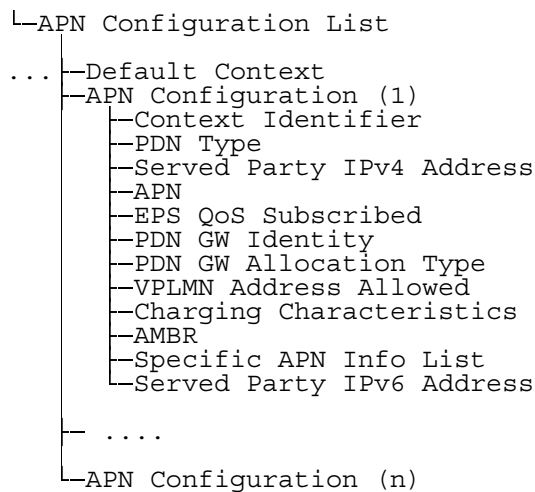 APN Configuration List
... Default Context
APN Configuration (1)
Context Identifier
PDN Type
Served Party IPv4 Address
APN
EPS QoS Subscribed
PDN GW Identity
PDN GW Allocation Type
VPLMN Address Allowed
Charging Characteristics
AMBR
Specific APN Info List
Served Party IPv6 Address
....
APN Configuration (n)